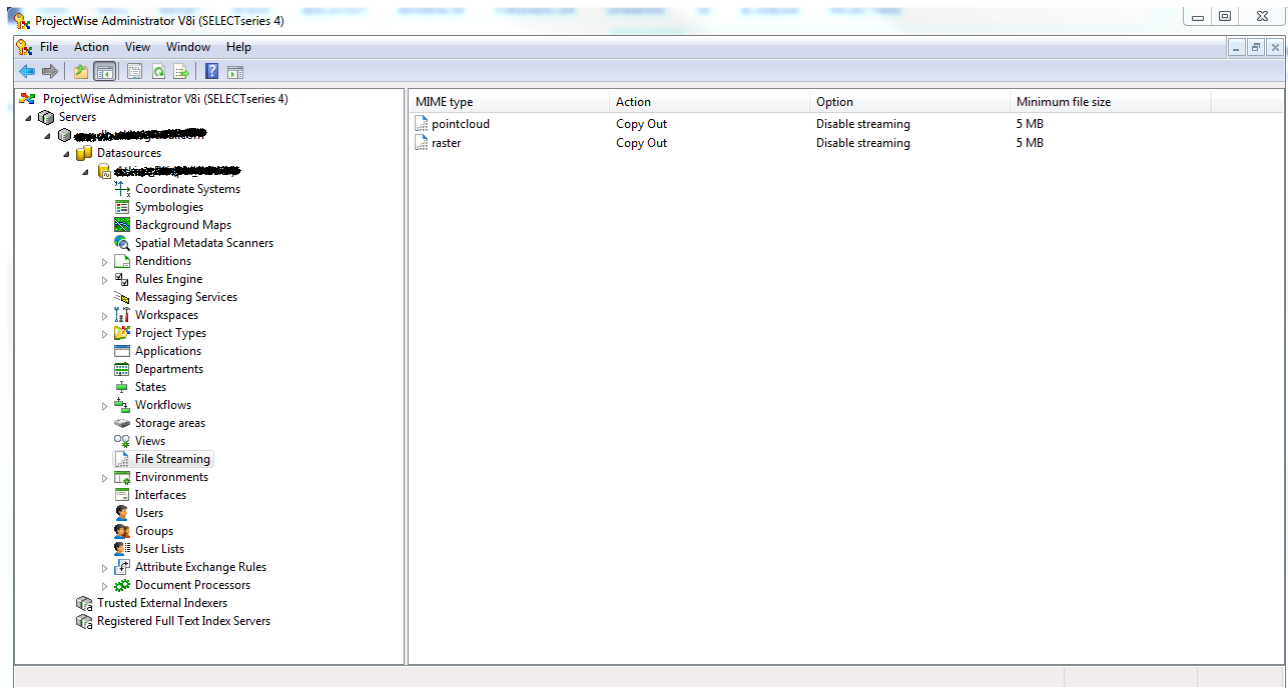 ProjectWise Administrator V8i (SELECTseries 4)
File Action View Window Help
ProjectWise Administrator V8i (SELECTseries 4)
Servers
Datasources
Coordinate Systems
Symbologies
Background Maps
Spatial Metadata Scanners
Renditions
Rules Engine
Messaging Services
Workspaces
Project Types
Applications
Departments
States
Workflows
Storage areas
Views
File Streaming
Environments
Interfaces
Users
Groups
User Lists
Attribute Exchange Rules
Document Processors
Trusted External Indexers
Registered Full Text Index Servers
MIME type Action Option Minimum file size
pointcloud Copy Out Disable streaming 5 MB
raster Copy Out Disable streaming 5 MB